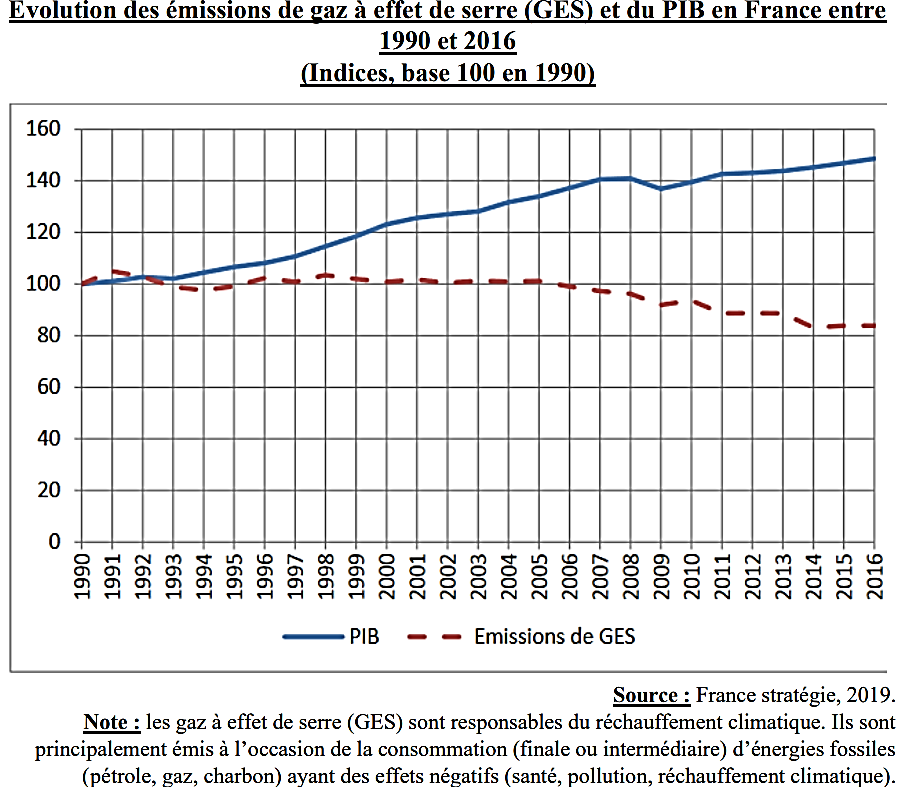 Evolution des émissions de gaz à effet de serre (GES) et du PIB en France entre
1990 et 2016
(Indices, base 100 en 1990)
160
140
120
100
80
60
40
20
0
1990 1991 1992 1993 1994 1995 1996 1997 1998 1999 2000 2001 2002 2003 2004 2005 2006 2007 2008 2009 2010 2011 2012 2013 2014 2015 2016
PIB Emissions de GES
Source : France stratégie, 2019.
Note : les gaz à effet de serre (GES) sont responsables du réchauffement climatique. Ils sont
principalement émis à l’occasion de la consommation (finale ou intermédiaire) d’énergies fossiles
(pétrole, gaz, charbon) ayant des effets négatifs (santé, pollution, réchauffement climatique).